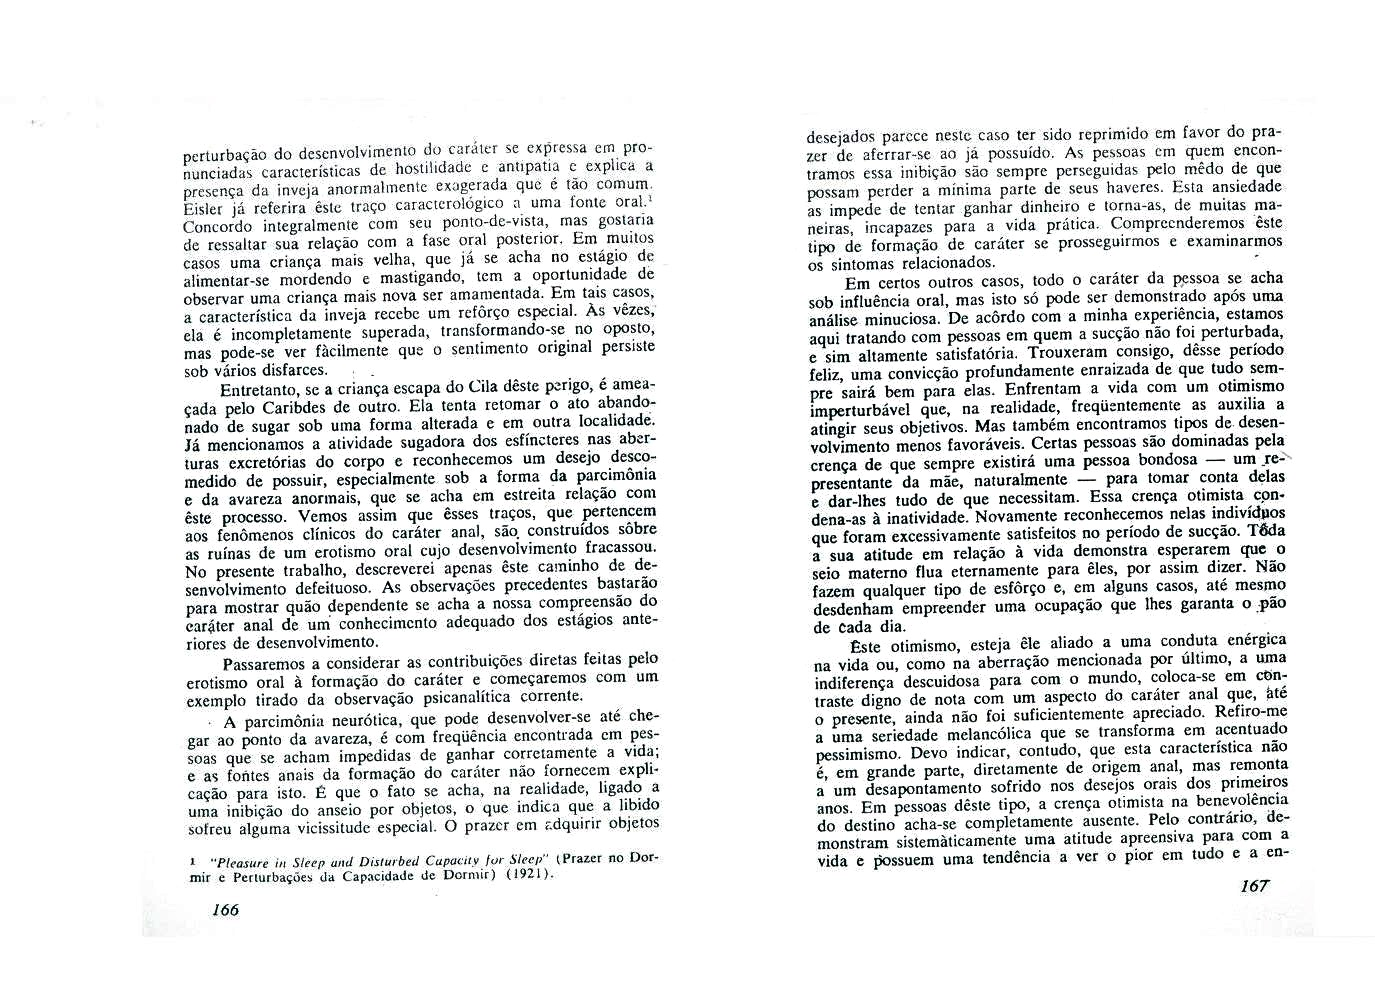 perturbação do desenvolvimento do caráter se expressa em pro-
nunciadas características de hostilidade e antipatia e explica a
presença da inveja anormalmente exagerada que é tão comum.
Eisler já referira êste traço caracterológico a uma fonte oral.¹
Concordo integralmente com seu ponto-de-vista, mas gostaria
de ressaltar sua relação com a fase oral posterior. Em muitos
casos uma criança mais velha, que já se acha no estágio de
alimentar-se mordendo e mastigando, tem a oportunidade de
observar uma criança mais nova ser amamentada. Em tais casos,
a característica da inveja recebe um refôrço especial. Às vêzes,
ela é incompletamente superada, transformando-se no oposto,
mas pode-se ver fàcilmente que o sentimento original persiste
sob vários disfarces.
Entretanto, se a criança escapa do Cila dêste perigo, é amea-
çada pelo Caribdes de outro. Ela tenta retomar o ato abando-
nado de sugar sob uma forma alterada e em outra localidade.
Já mencionamos a atividade sugadora dos esfíncteres nas aber-
turas excretórias do corpo e reconhecemos um desejo desco-
medido de possuir, especialmente sob a forma da parcimônia
e da avareza anormais, que se acha em estreita relação com
êste processo. Vemos assim que êsses traços, que pertencem
aos fenômenos clínicos do caráter anal, são construídos sôbre
as ruínas de um erotismo oral cujo desenvolvimento fracassou.
No presente trabalho, descreverei apenas êste caminho de de-
senvolvimento defeituoso. As observações precedentes bastarão
para mostrar quão dependente se acha a nossa compreensão do
caráter anal de um conhecimento adequado dos estágios ante-
riores de desenvolvimento.
Passaremos a considerar as contribuições diretas feitas pelo
erotismo oral à formação do caráter e começaremos com um
exemplo tirado da observação psicanalítica corrente.
A parcimônia neurótica, que pode desenvolver-se até che-
gar ao ponto da avareza, é com freqüência encontrada em pes-
soas que se acham impedidas de ganhar corretamente a vida;
e as fontes anais da formação do caráter não fornecem expli-
cação para isto. É que o fato se acha, na realidade, ligado a
uma inibição do anseio por objetos, o que indica que a libido
sofreu alguma vicissitude especial. O prazer em adquirir objetos
1 "Pleasure in Sleep and Disturbed Capacity for Sleep" (Prazer no Dor-
mir e Perturbações da Capacidade de Dormir) (1921).
166
desejados parece neste caso ter sido reprimido em favor do pra-
zer de aferrar-se ao já possuído. As pessoas em quem encon-
tramos essa inibição são sempre perseguidas pelo mêdo de que
possam perder a mínima parte de seus haveres. Esta ansiedade
as impede de tentar ganhar dinheiro e torna-as, de muitas ma-
neiras, incapazes para a vida prática. Compreenderemos êste
tipo de formação de caráter se prosseguirmos e examinarmos
os sintomas relacionados.
Em certos outros casos, todo o caráter da pessoa se acha
sob influência oral, mas isto só pode ser demonstrado após uma
análise minuciosa. De acôrdo com a minha experiência, estamos
aqui tratando com pessoas em quem a sucção não foi perturbada,
e sim altamente satisfatória. Trouxeram consigo, dêsse período
feliz, uma convicção profundamente enraizada de que tudo sem-
pre sairá bem para elas. Enfrentam a vida com um otimismo
imperturbável que, na realidade, freqüentemente as auxilia a
atingir seus objetivos. Mas também encontramos tipos de desen-
volvimento menos favoráveis. Certas pessoas são dominadas pela
crença de que sempre existirá uma pessoa bondosa — um re-
presentante da mãe, naturalmente — para tomar conta delas
e dar-lhes tudo de que necessitam. Essa crença otimista con-
dena-as à inatividade. Novamente reconhecemos nelas indivíduos
que foram excessivamente satisfeitos no período de sucção. Tôda
a sua atitude em relação à vida demonstra esperarem que o
seio materno flua eternamente para êles, por assim dizer. Não
fazem qualquer tipo de esfôrço e, em alguns casos, até mesmo
desdenham empreender uma ocupação que lhes garanta o pão
de cada dia.
Êste otimismo, esteja êle aliado a uma conduta enérgica
na vida ou, como na aberração mencionada por último, a uma
indiferença descuidosa para com o mundo, coloca-se em con-
traste digno de nota com um aspecto do caráter anal que, até
o presente, ainda não foi suficientemente apreciado. Refiro-me
a uma seriedade melancólica que se transforma em acentuado
pessimismo. Devo indicar, contudo, que esta característica não
é, em grande parte, diretamente de origem anal, mas remonta
a um desapontamento sofrido nos desejos orais dos primeiros
anos. Em pessoas dêste tipo, a crença otimista na benevolência
do destino acha-se completamente ausente. Pelo contrário, de-
monstram sistemàticamente uma atitude apreensiva para com a
vida e possuem uma tendência a ver o pior em tudo e a en-
167